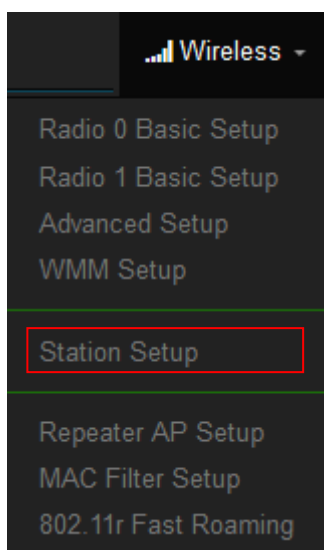 Wireless
Radio 0 Basic Setup
Radio 1 Basic Setup
Advanced Setup
WMM Setup
Station Setup
Repeater AP Setup
MAC Filter Setup
802.11r Fast Roaming